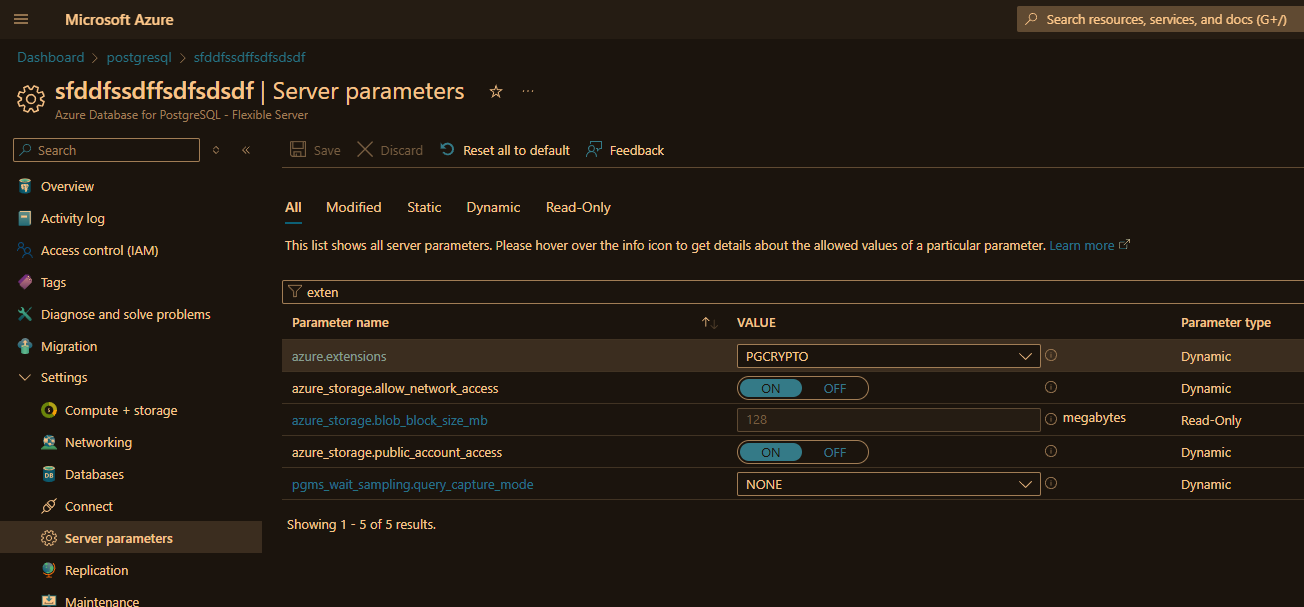 Microsoft Azure
Search resources, services, and docs (G+/)
Dashboard > postgresql > sfddfssdffsdfsdsdf
sfddfssdffsdfsdsdf | Server parameters
Azure Database for PostgreSQL - Flexible Server
Search
Save Discard Reset all to default Feedback
Overview
Activity log
Access control (IAM)
Tags
Diagnose and solve problems
Migration
Settings
Compute + storage
Networking
Databases
Connect
Server parameters
Replication
Maintenance
All Modified Static Dynamic Read-Only
This list shows all server parameters. Please hover over the info icon to get details about the allowed values of a particular parameter. Learn more
exten
Parameter name VALUE Parameter type
azure.extensions PGCRYPTO Dynamic
azure_storage.allow_network_access ON OFF Dynamic
azure_storage.blob_block_size_mb 128 megabytes Read-Only
azure_storage.public_account_access ON OFF Dynamic
pgms_wait_sampling.query_capture_mode NONE Dynamic
Showing 1 - 5 of 5 results.